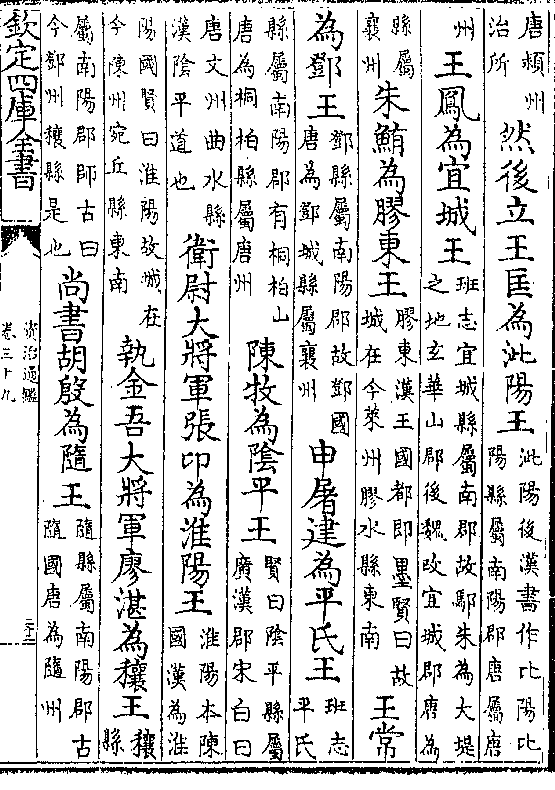 唐頺州
治所
然後立王匡為泚陽王
泚陽後漢書作比陽比
陽縣屬南陽郡唐屬唐
州
王鳳為宜城王
班志宜城縣屬南郡故鄢朱為大堤
之地玄華山郡後魏改宜城郡唐為
縣屬
襄州
朱鮪為膠東王
膠東漢王國都即墨賢曰故
城在今萊州膠水縣東南
王常
為鄧王
鄧縣屬南陽郡故鄧國
唐為鄧城縣屬襄州
申屠建為平氏王
班志
平氏
縣屬南陽郡有桐柏山
唐為桐柏縣屬唐州
陳牧為陰平王
賢曰陰平縣屬
廣漢郡宋白曰
唐文州曲水縣
漢陰平道也
衛尉大將軍張卬為淮陽王
淮陽本陳
國漢為淮
陽國賢曰淮陽故城在
今陳州宛丘縣東南
執金吾大將軍廖湛為穰王
穰
縣
屬南陽郡師古曰
今鄧州穰縣是也
尚書胡殷為隨王
隨縣屬南陽郡古
隨國唐為隨州
欽定四庫全書
資治通鑑
卷三十九